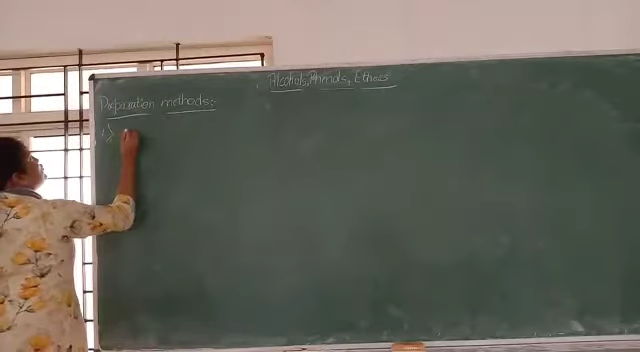 Alcohols, Phenols, Ethers
Preparation methods:-
1)